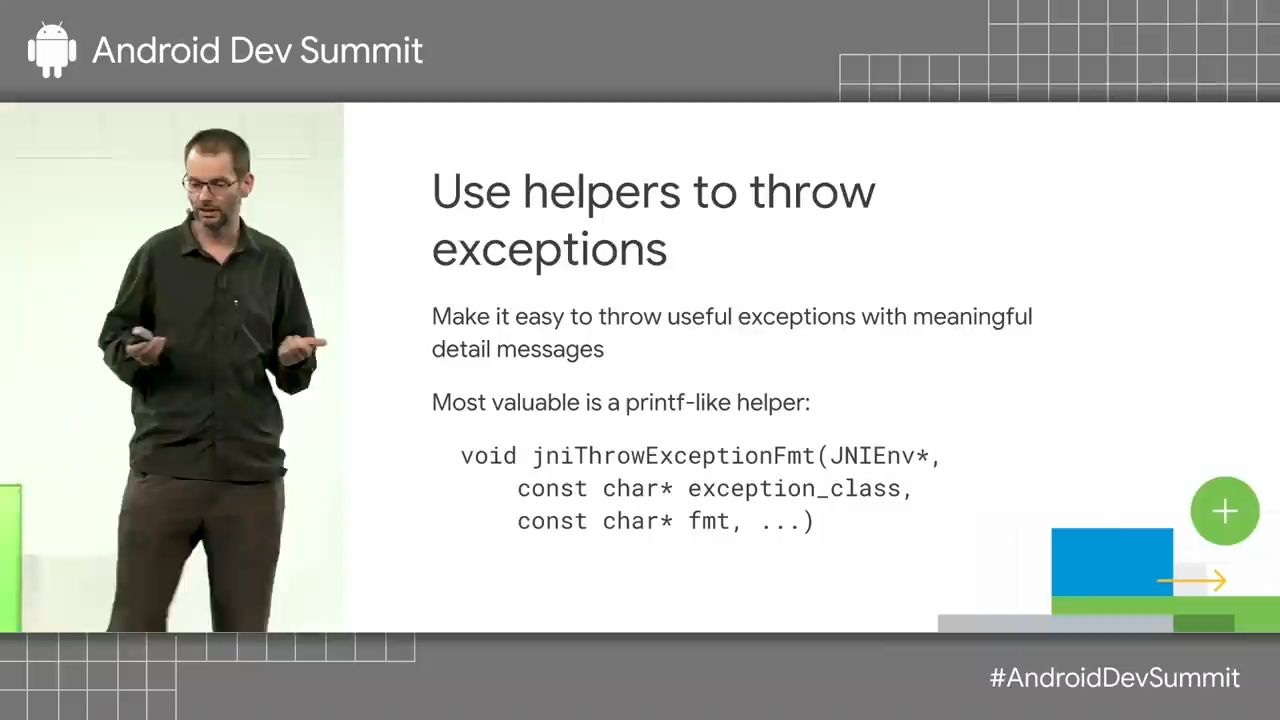 Android Dev Summit
Use helpers to throw
exceptions
Make it easy to throw useful exceptions with meaningful
detail messages
Most valuable is a printf-like helper:
void jniThrowExceptionFmt(JNIEnv*,
const char* exception_class,
const char* fmt, ...)
#AndroidDevSummit